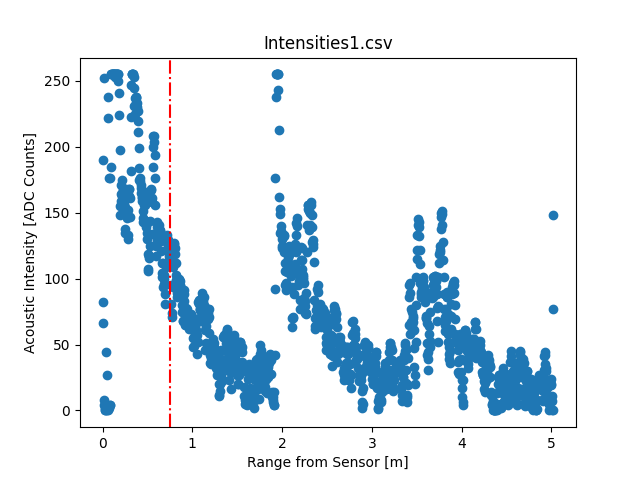 Intensities1.csv
Acoustic Intensity [ADC Counts]
250
200
150
100
50
0
0 1 2 3 4 5
Range from Sensor [m]